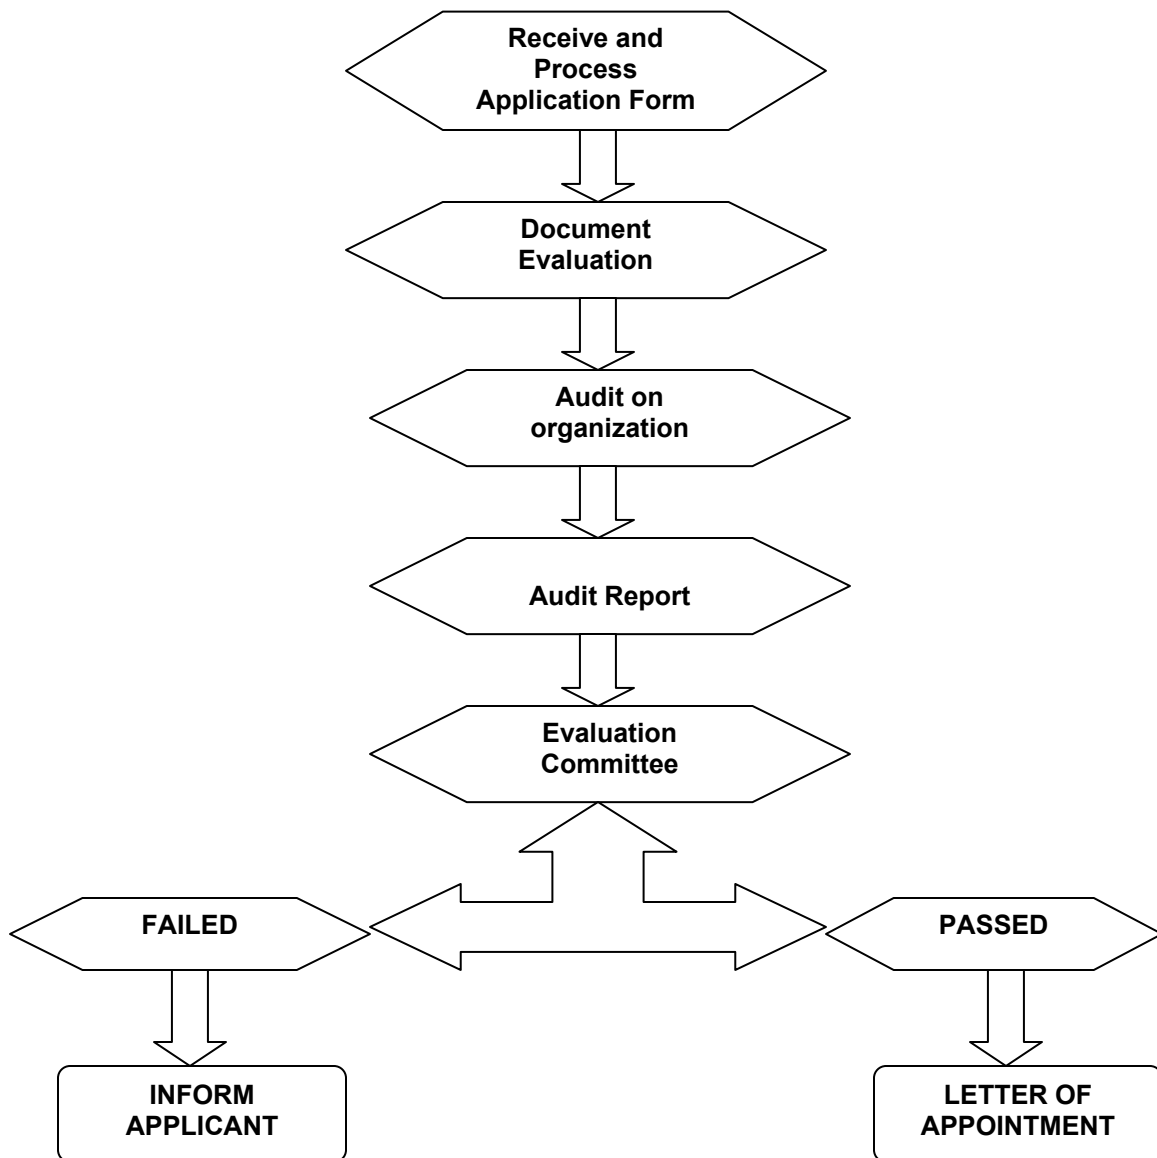 Receive and
Process
Application Form
Document
Evaluation
Audit on
organization
Audit Report
Evaluation
Committee
FAILED
PASSED
INFORM
APPLICANT
LETTER OF
APPOINTMENT